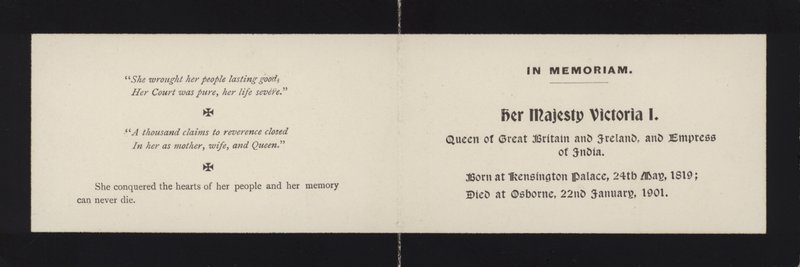 “She wrought her people lasting good;
Her Court was pure, her life severe.”
“A thousand claims to reverence closed
In her as mother, wife, and Queen.”
She conquered the hearts of her people and her memory
can never die.
IN MEMORIAM.
Her Majesty Victoria I.
Queen of Great Britain and Ireland, and Empress
of India.
Born at Kensington Palace, 24th May, 1819;
Died at Osborne, 22nd January, 1901.